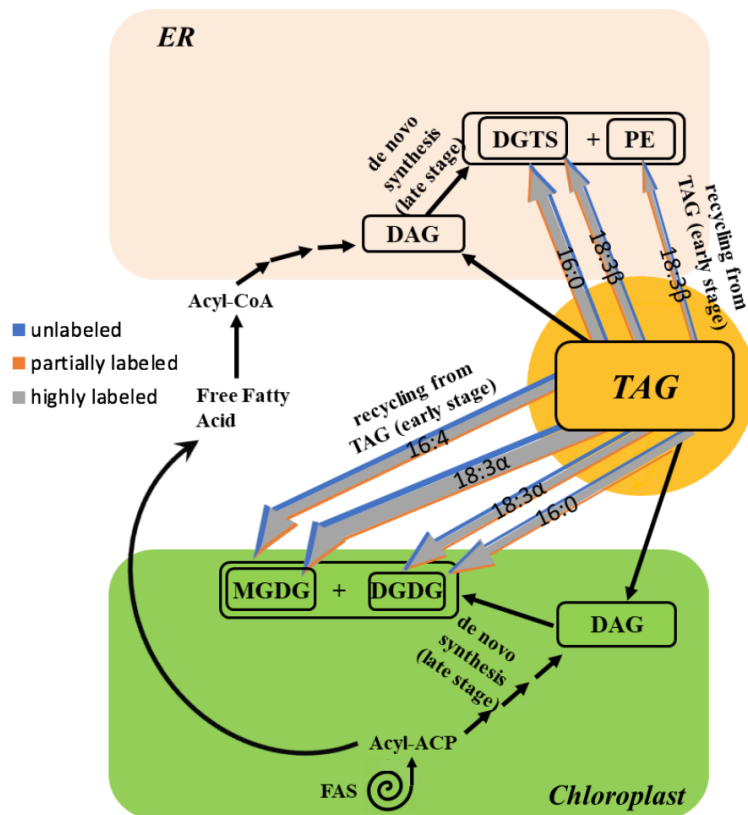 ER
de novo
synthesis
(late stage)
DGTS + PE
DAG
recycling from
TAG (early stage)
16:0
18:3β
18:3β
Acyl-CoA
unlabeled
partially labeled
highly labeled
Free Fatty
Acid
TAG
recycling from
TAG (early stage)
16:4
18:3α
18:3α
16:0
MGDG + DGDG
DAG
de novo
synthesis
(late stage)
Acyl-ACP
FAS
Chloroplast